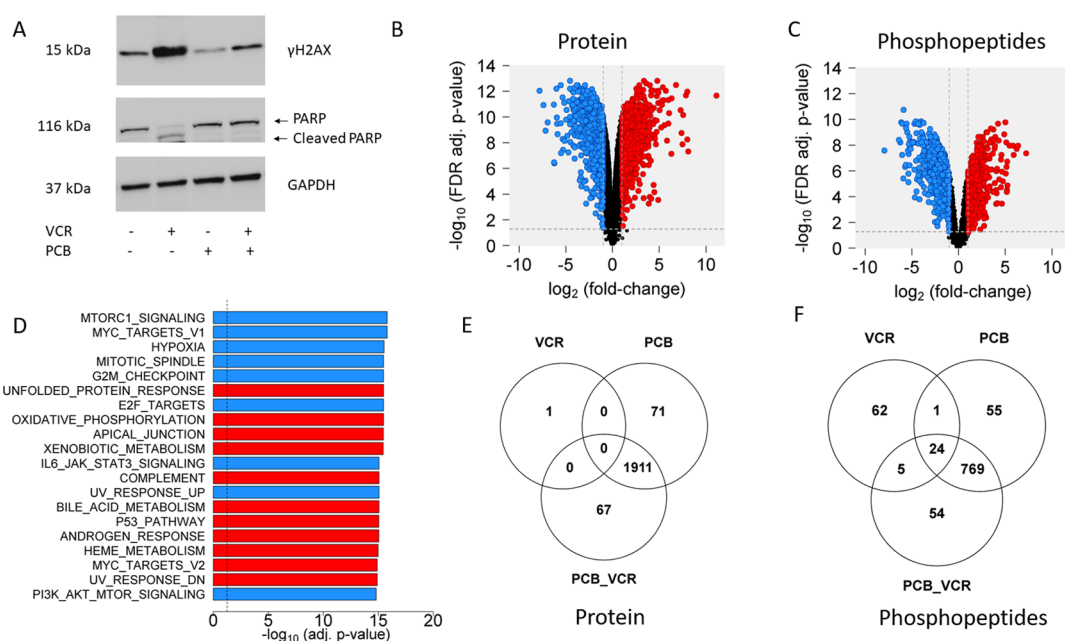 A
15 kDa
γH2AX
116 kDa
PARP
Cleaved PARP
37 kDa
GAPDH
VCR - + - +
PCB - - + +
B
Protein
14
12
10
8
6
4
2
0
-log10 (FDR adj. p-value)
-10 -5 0 5 10
log2 (fold-change)
C
Phosphopeptides
14
12
10
8
6
4
2
0
-log10 (FDR adj. p-value)
-10 -5 0 5 10
log2 (fold-change)
D
MTORC1_SIGNALING
MYC_TARGETS_V1
HYPOXIA
MITOTIC_SPINDLE
G2M_CHECKPOINT
UNFOLDED_PROTEIN_RESPONSE
E2F_TARGETS
OXIDATIVE_PHOSPHORYLATION
APICAL_JUNCTION
XENOBIOTIC_METABOLISM
IL6_JAK_STAT3_SIGNALING
COMPLEMENT
UV_RESPONSE_UP
BILE_ACID_METABOLISM
P53_PATHWAY
ANDROGEN_RESPONSE
HEME_METABOLISM
MYC_TARGETS_V2
UV_RESPONSE_DN
PI3K_AKT_MTOR_SIGNALING
0 5 10 15 20
-log10 (adj. p-value)
E
VCR PCB
1 0 71
0
0 1911
67
PCB_VCR
Protein
F
VCR PCB
62 1 55
24
5 769
54
PCB_VCR
Phosphopeptides